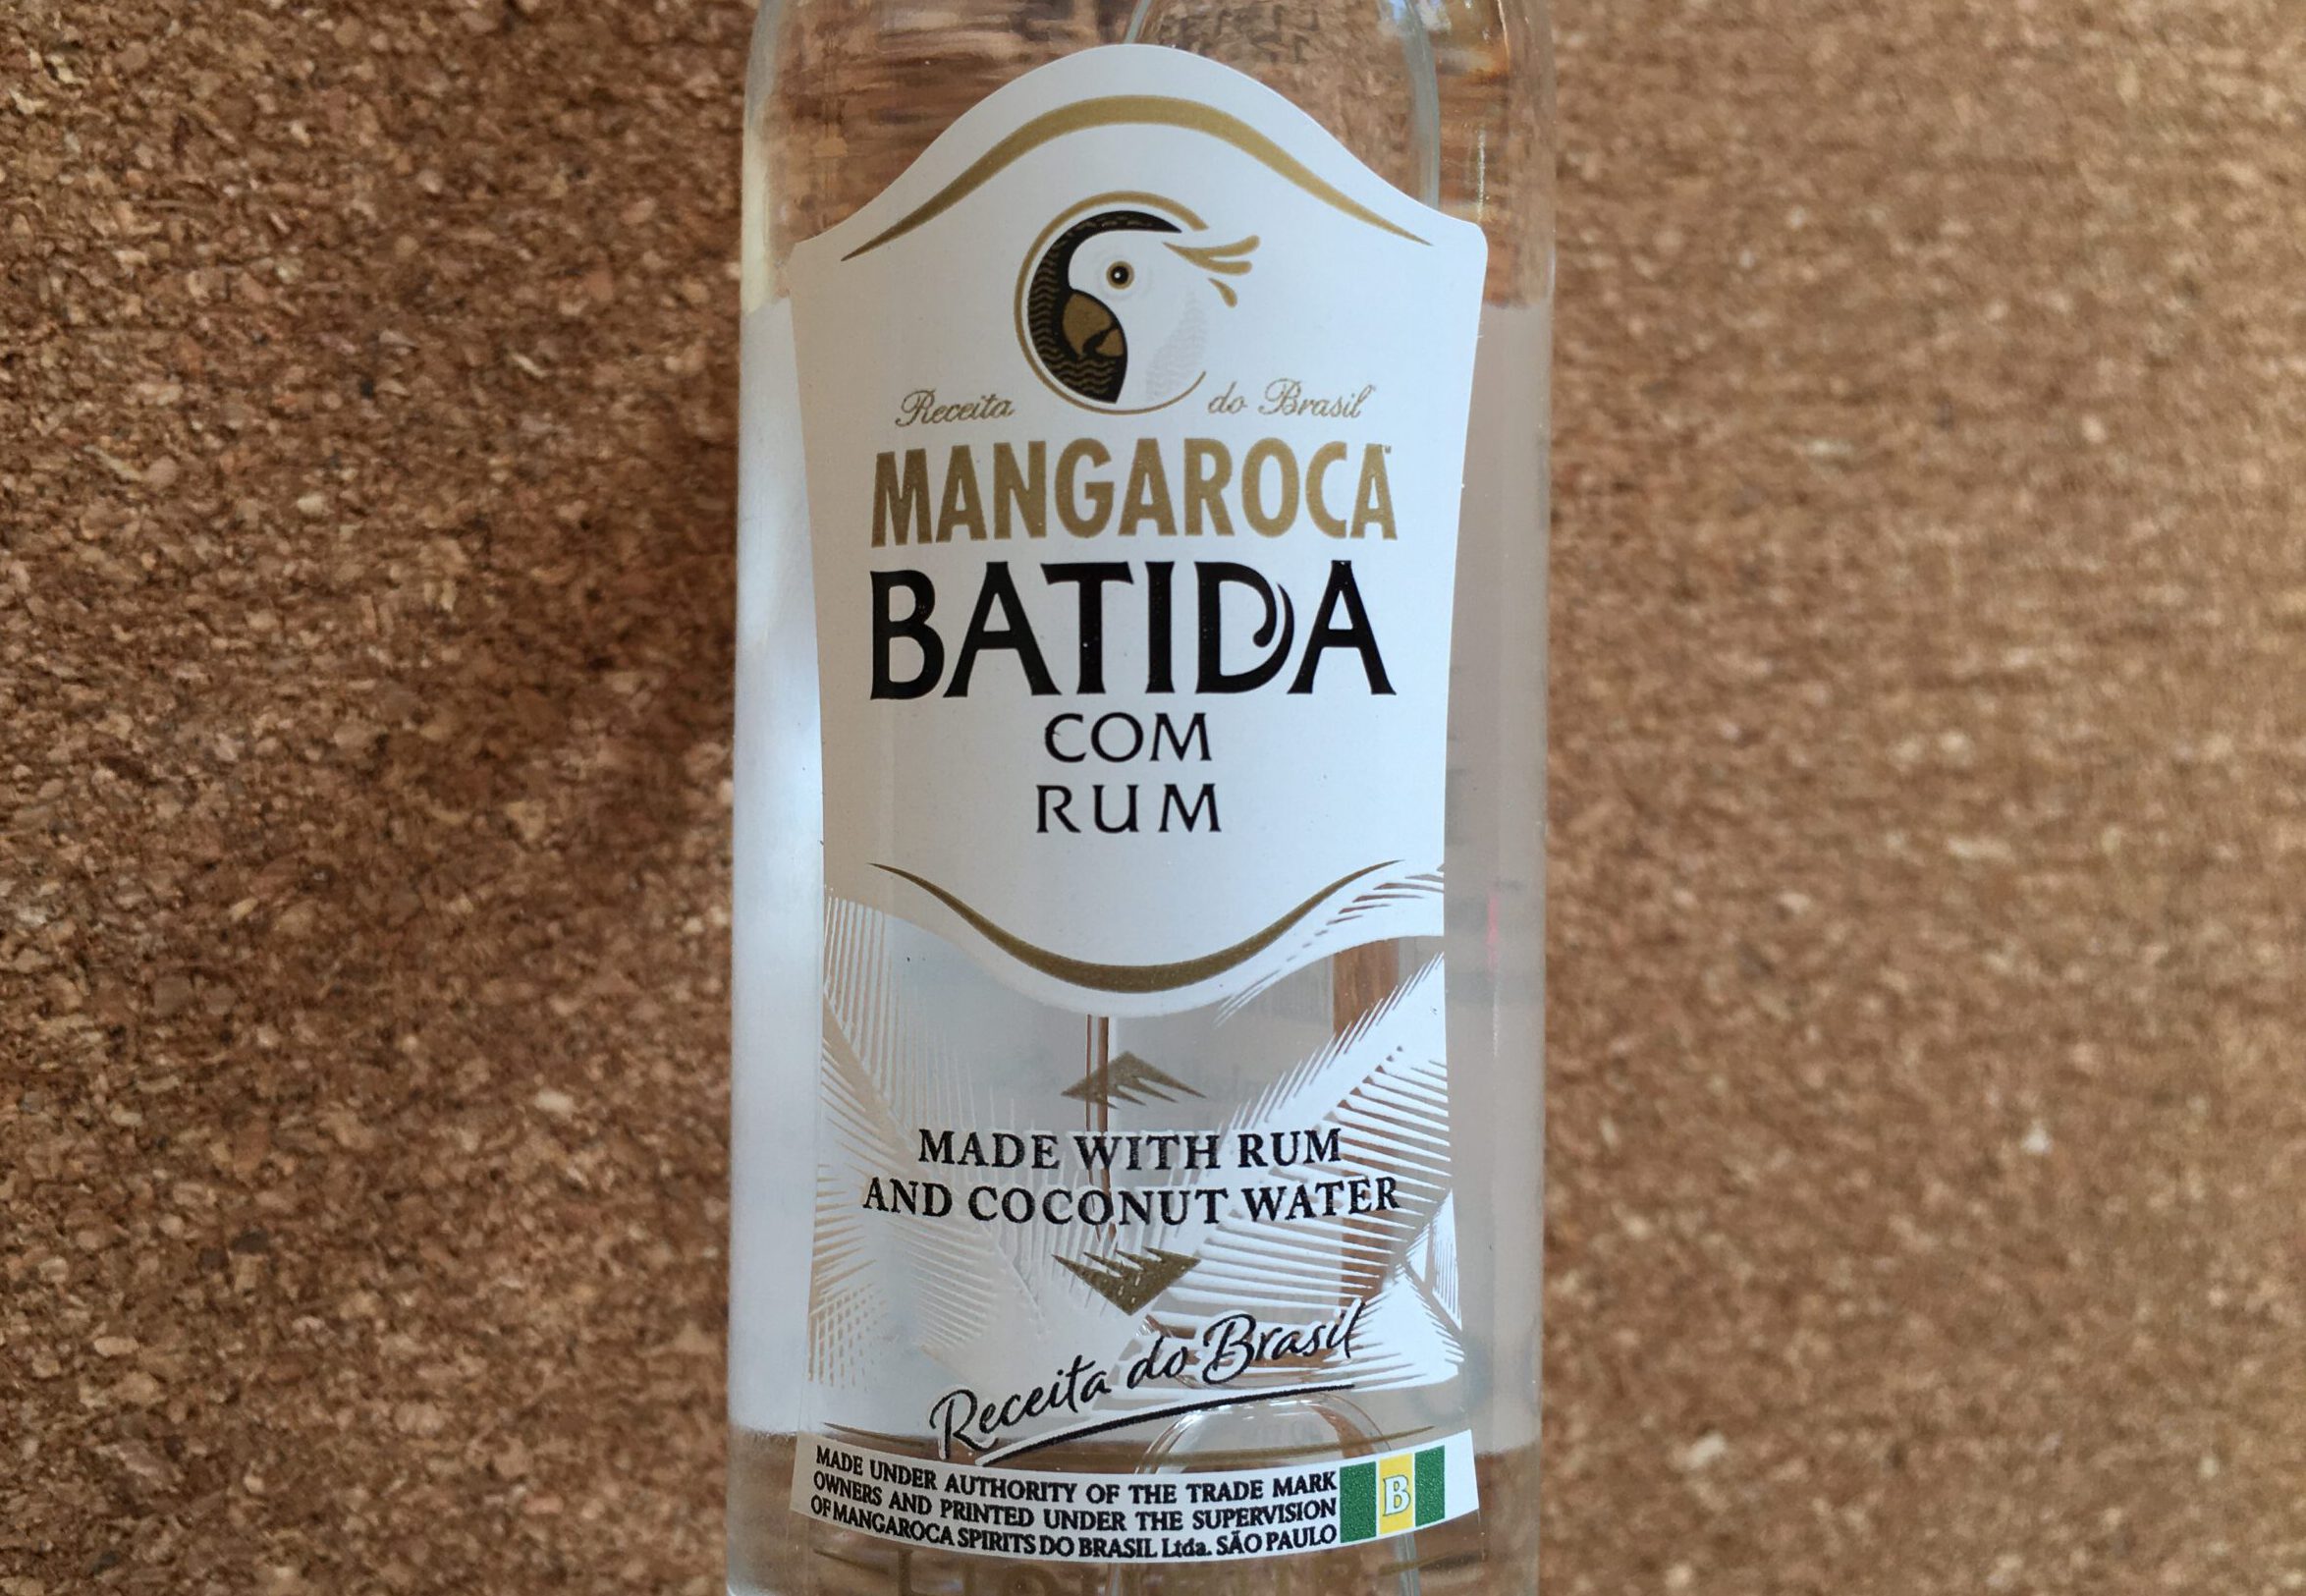 Receita do Brasil
MANGAROCA
BATIDA
COM
RUM
MADE WITH RUM
AND COCONUT WATER
Receita do Brasil
MADE UNDER AUTHORITY OF THE TRADE MARK
OWNERS AND PRINTED UNDER THE SUPERVISION
OF MANGAROCA SPIRITS DO BRASIL Ltda. SÃO PAULO
B